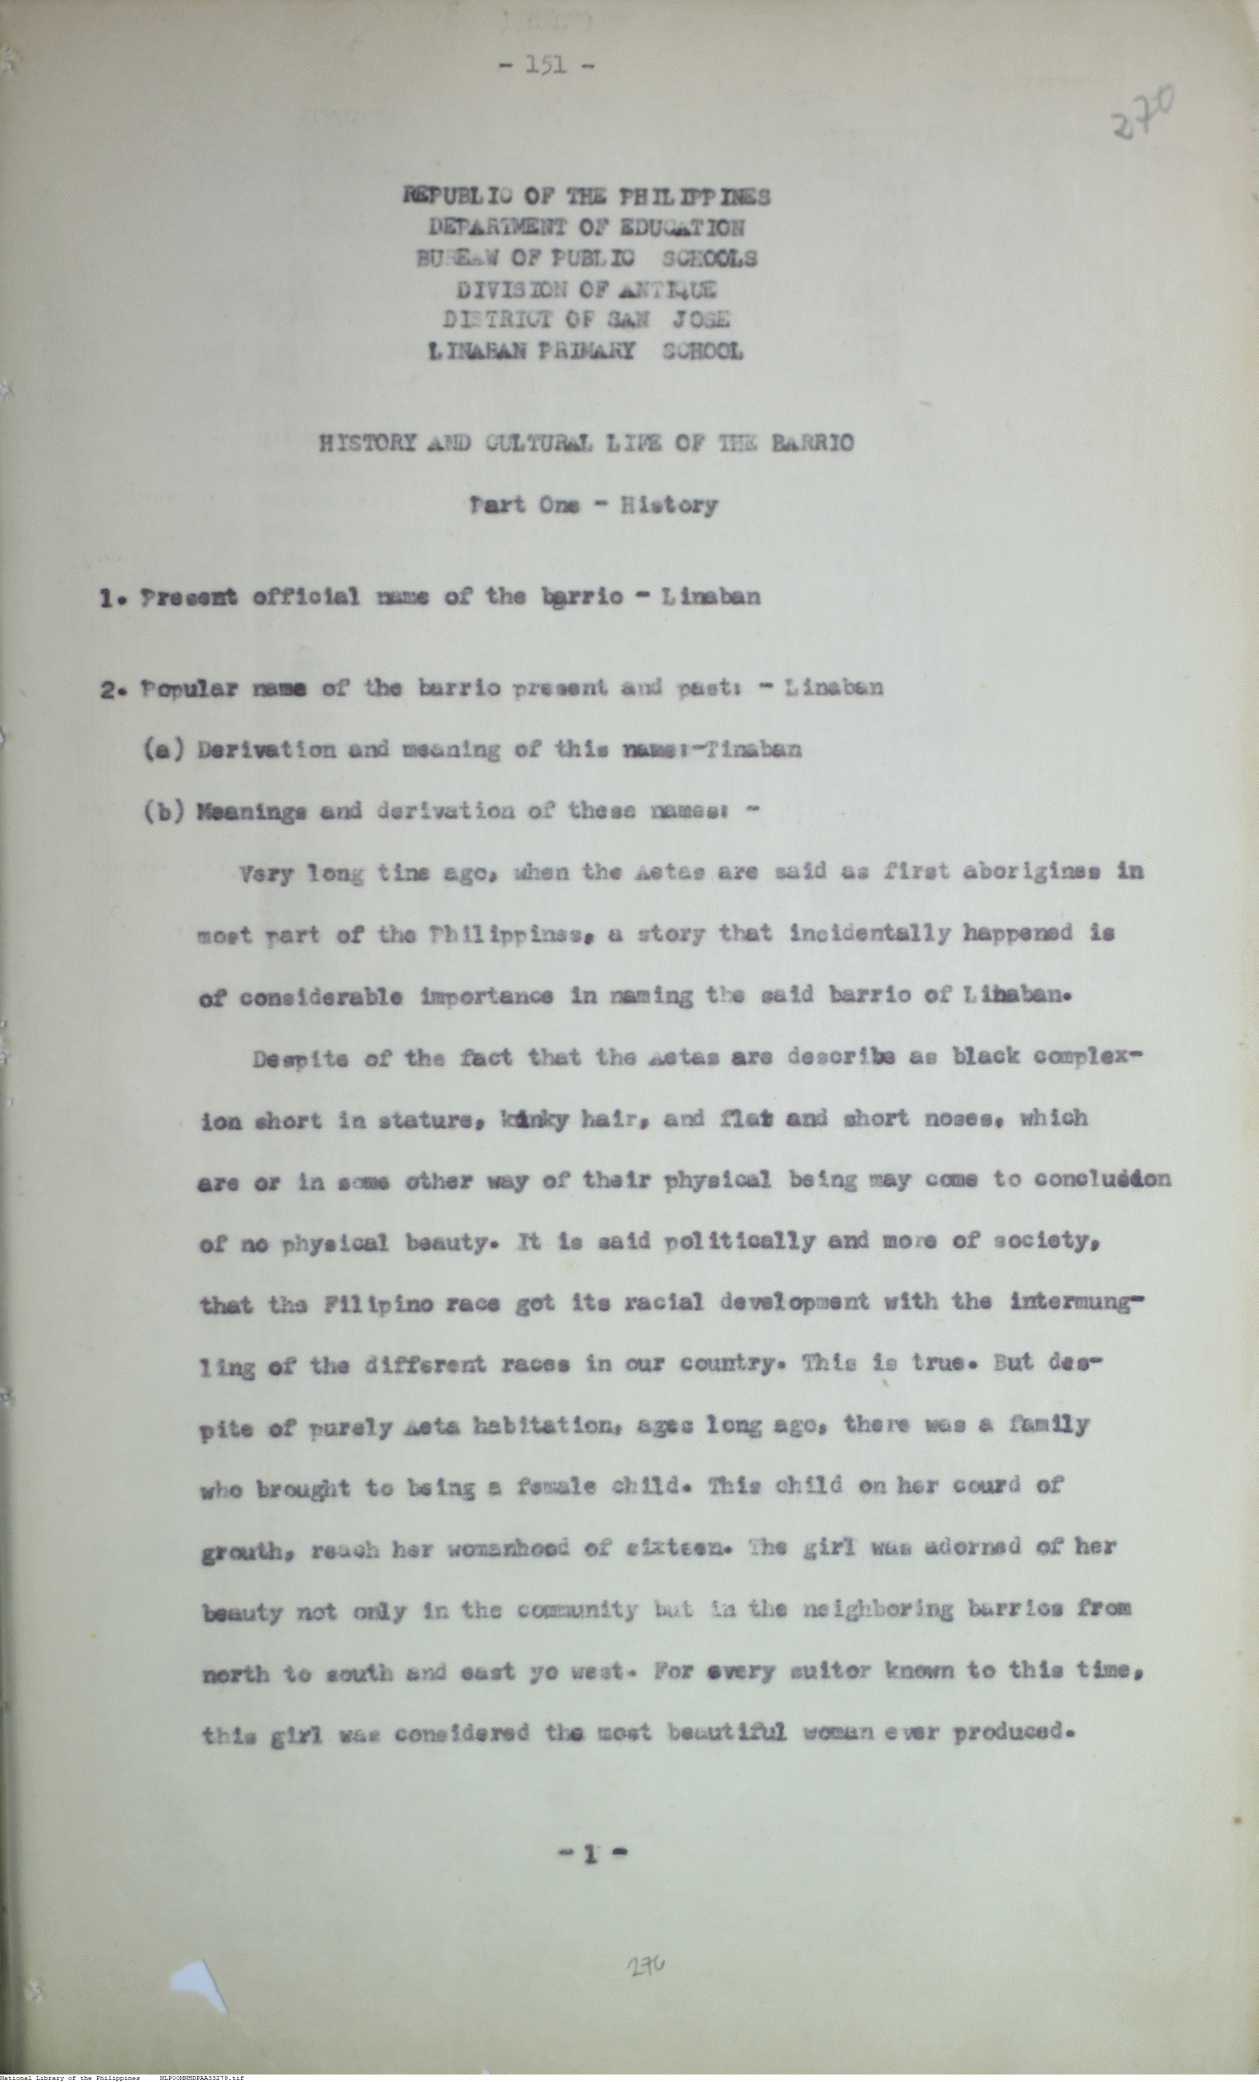 - 151 -
270
REPUBLIC OF THE PHILIPPINES
DEPARTMENT OF EDUCATION
BUREAW OF PUBLIC SCHOOLS
DIVISION OF ANTIQUE
DISTRICT OF SAN JOSE
LINABAN PRIMARY SCHOOL
HISTORY AND CULTURAL LIFE OF THE BARRIO
Part One - History
1. Present official name of the barrio - Linaban
2. Popular name of the barrio present and past: - Linaban
(a) Derivation and meaning of this name:-Tinaban
(b) Meanings and derivation of these names: -
Very long time ago, when the Aetas are said as first aborigines in
most part of the Philippines, a story that incidentally happened is
of considerable importance in naming the said barrio of Linaban.
Despite of the fact that the Aetas are describe as black complex-
ion short in stature, kinky hair, and flat and short noses, which
are or in some other way of their physical being may come to conclusion
of no physical beauty. It is said politically and more of society,
that the Filipino race got its racial development with the intermung-
ling of the different races in our country. This is true. But des-
pite of purely Aeta habitation, ages long ago, there was a family
who brought to being a female child. This child on her courd of
grouth, reach her womanhood of sixteen. The girl was adorned of her
beauty not only in the community but in the neighboring barrios from
north to south and east yo west. For every suitor known to this time,
this girl was considered the most beautiful woman ever produced.
- 1 -
276
National Library of the Philippines